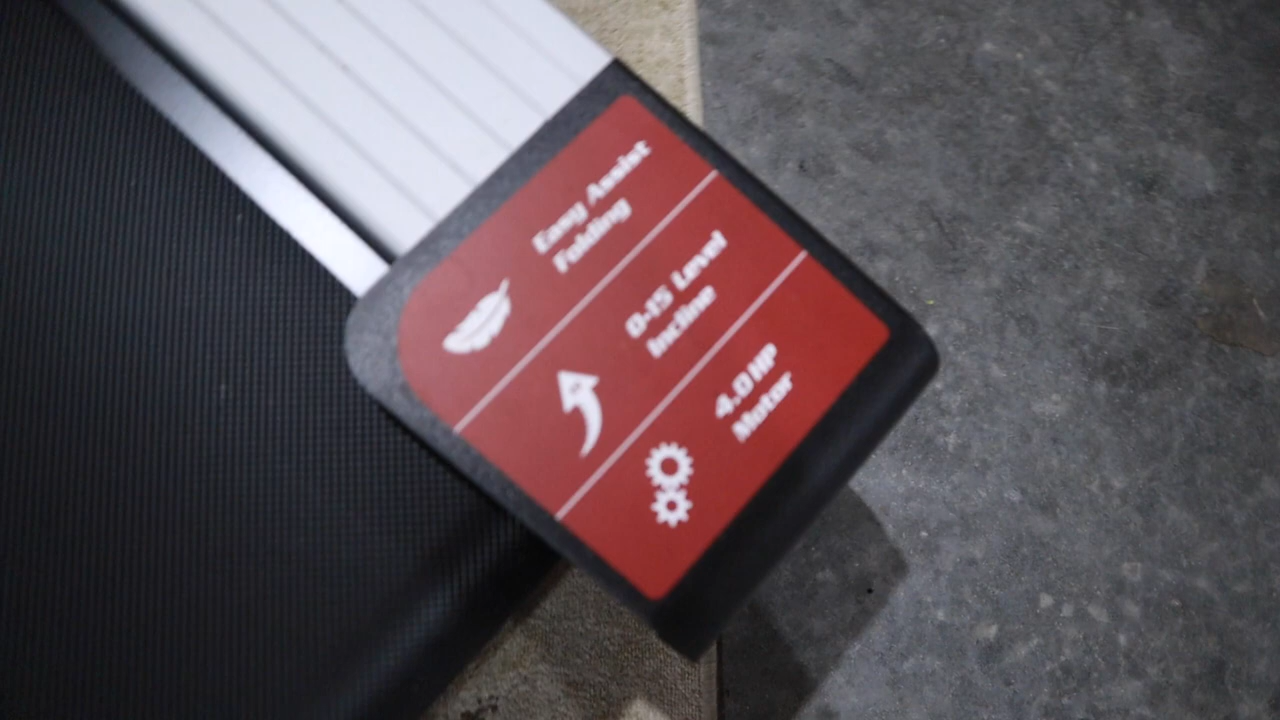 Easy Assist
Folding
0-15 Level
Incline
4.0 HP
Motor